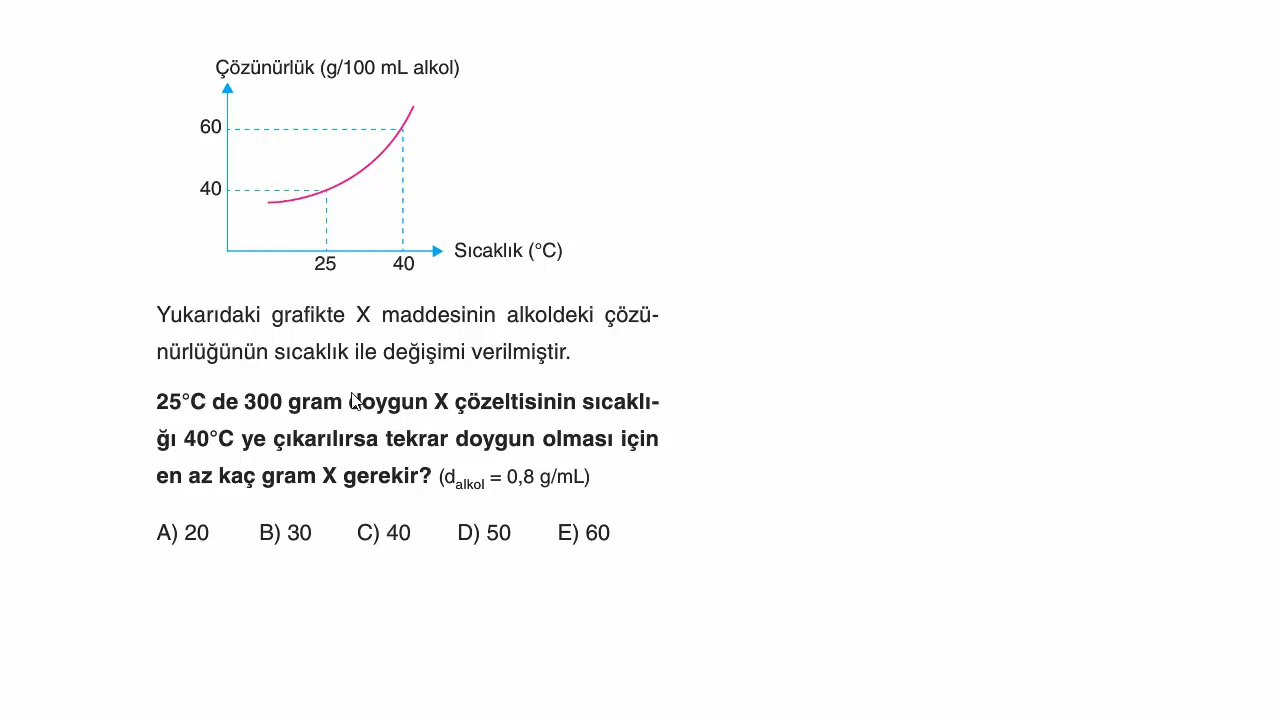 Çözünürlük (g/100 mL alkol)
60
40
25 40 Sıcaklık (°C)
Yukarıdaki grafikte X maddesinin alkoldeki çözü-
nürlüğünün sıcaklık ile değişimi verilmiştir.
25°C de 300 gram doygun X çözeltisinin sıcaklı-
ğı 40°C ye çıkarılırsa tekrar doygun olması için
en az kaç gram X gerekir? (dalkol = 0,8 g/mL)
A) 20 B) 30 C) 40 D) 50 E) 60